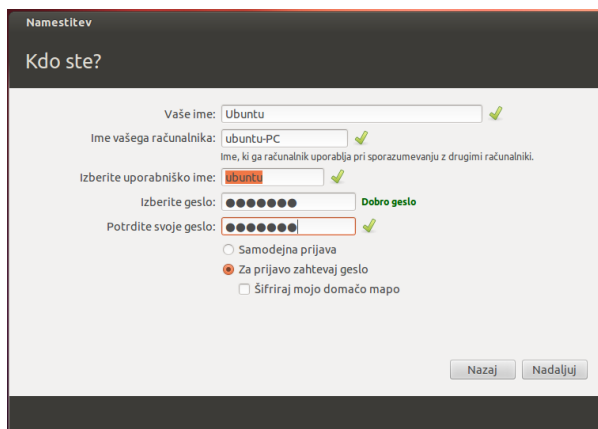 Namestitev
Kdo ste?
Vaše ime: Ubuntu
Ime vašega računalnika: ubuntu-PC
Ime, ki ga računalnik uporablja pri sporazumevanju z drugimi računalniki.
Izberite uporabniško ime: ubuntu
Izberite geslo: ●●●●●●● Dobro geslo
Potrdite svoje geslo: ●●●●●●●
Samodejna prijava
Za prijavo zahtevaj geslo
Šifriraj mojo domačo mapo
Nazaj Nadaljuj